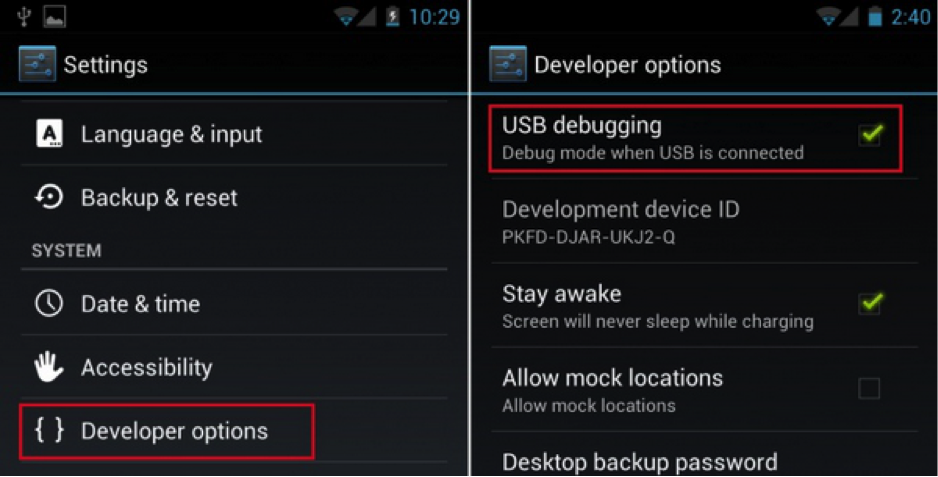 10:29
Settings
Language & input
Backup & reset
SYSTEM
Date & time
Accessibility
{ } Developer options
2:40
Developer options
USB debugging
Debug mode when USB is connected
Development device ID
PKFD-DJAR-UKJ2-Q
Stay awake
Screen will never sleep while charging
Allow mock locations
Allow mock locations
Desktop backup password